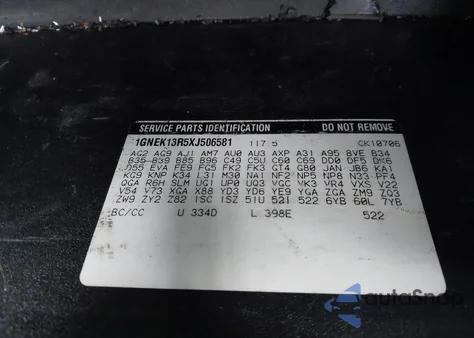 SERVICE PARTS IDENTIFICATION DO NOT REMOVE
1GNEK13R5XJ506581 117.5 CK10706
AG2 AG9 AJ1 AM7 AU0 AU3 AXP A31 A95 BVE B34
B35 B39 B85 B96 C49 C5U C60 C69 DD0 DF5 DK6
D55 EVA FE9 FG5 FK2 FK3 GT4 G80 JAN JB6 KA1
KG9 KNP K34 L31 M30 NA1 NF2 NP5 NP8 N33 PF4
QGA R6H SLM UG1 UP0 UQ3 VGC VK3 VR4 VXS V22
V54 V73 XGA X88 YD3 YD6 YE9 YGA ZGA ZM9 Z03
ZW9 ZY2 Z82 1SC 1SZ 51U 52I 522 6YB 60L 7YB
BC/CC U 334D L 398E 522
autoSnap